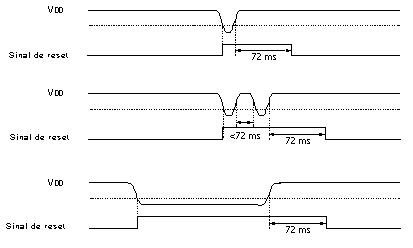 VDD
Sinal de reset
72 ms
VDD
Sinal de reset
<72 ms
72 ms
VDD
Sinal de reset
72 ms